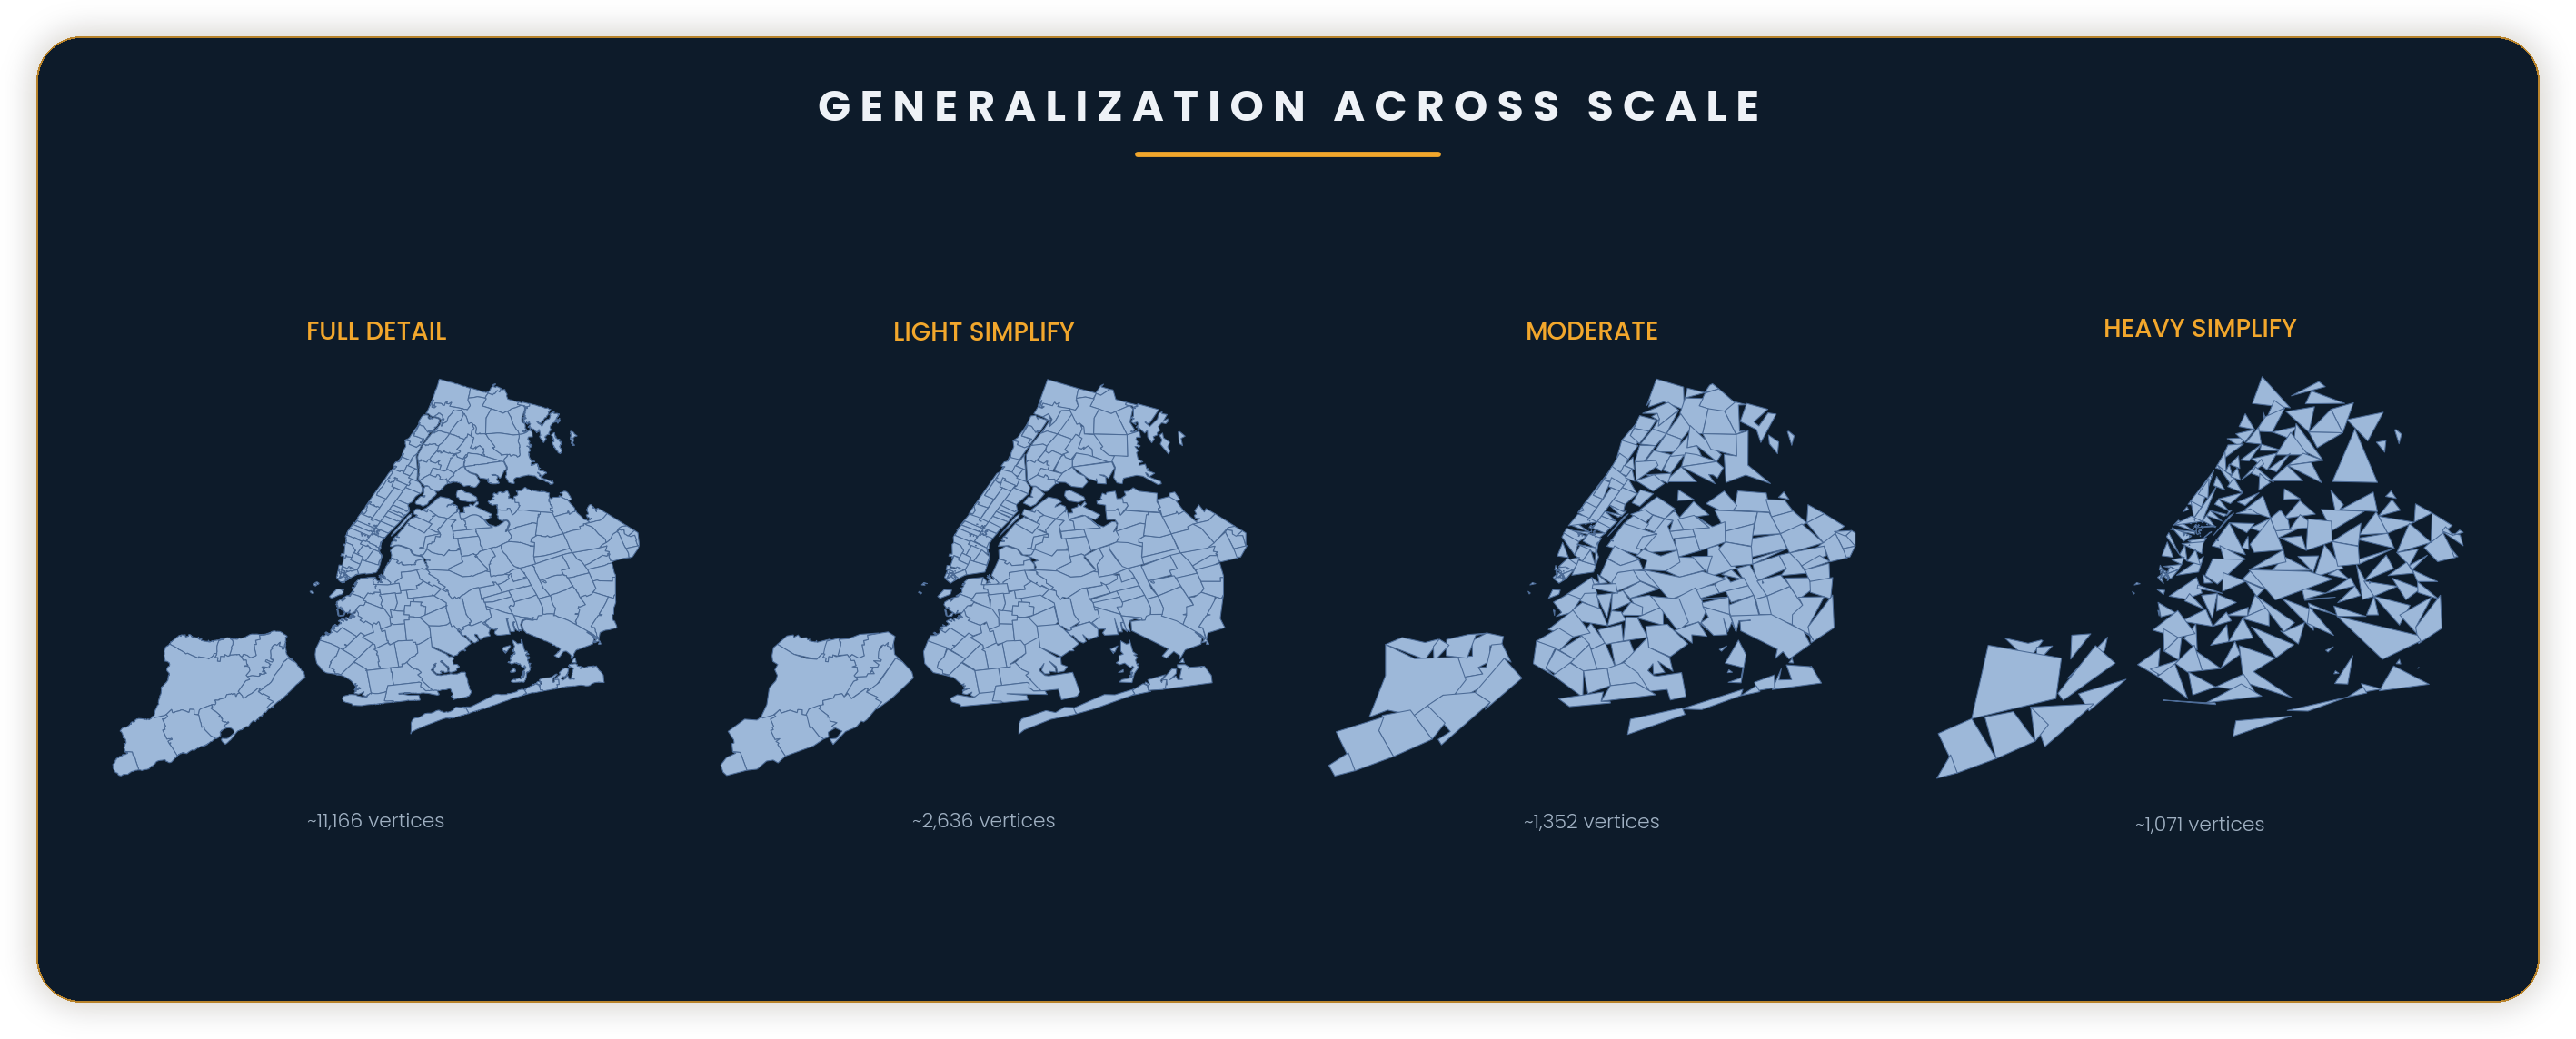 GENERALIZATION ACROSS SCALE
FULL DETAIL
LIGHT SIMPLIFY
MODERATE
HEAVY SIMPLIFY
~11,166 vertices
~2,636 vertices
~1,352 vertices
~1,071 vertices